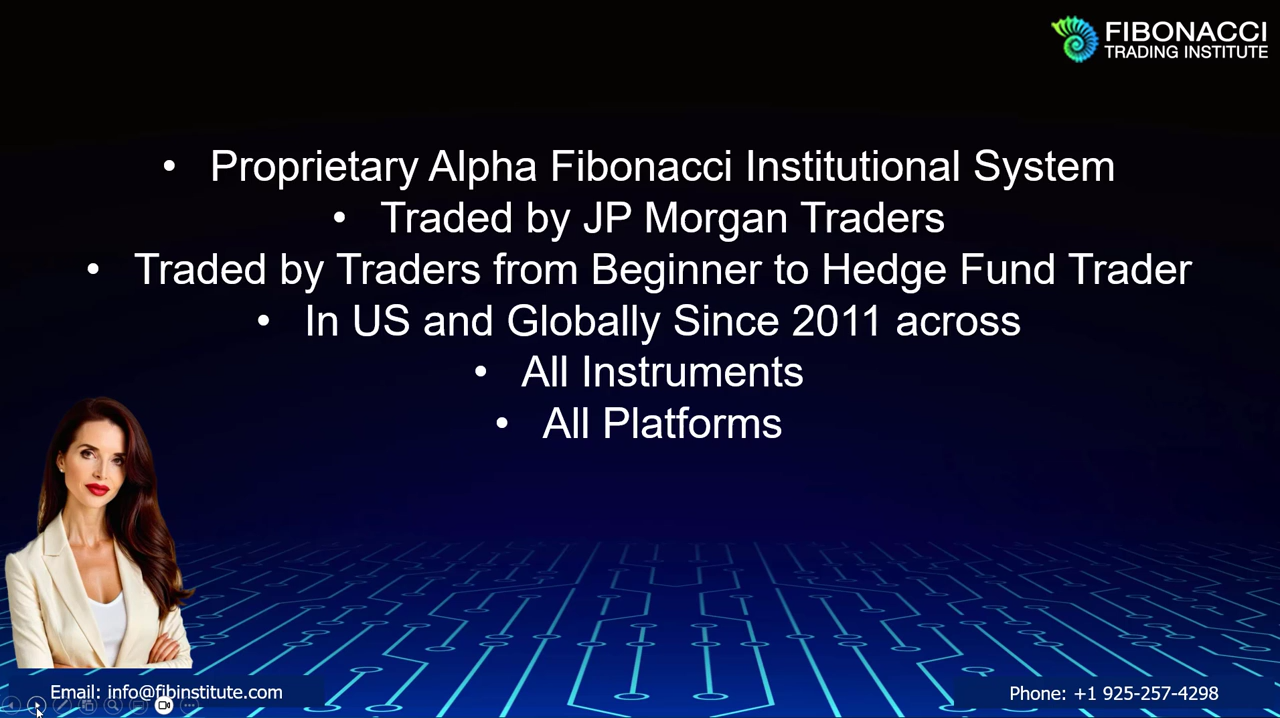 FIBONACCI
TRADING INSTITUTE
• Proprietary Alpha Fibonacci Institutional System
• Traded by JP Morgan Traders
• Traded by Traders from Beginner to Hedge Fund Trader
• In US and Globally Since 2011 across
• All Instruments
• All Platforms
Email: info@fibinstitute.com
Phone: +1 925-257-4298